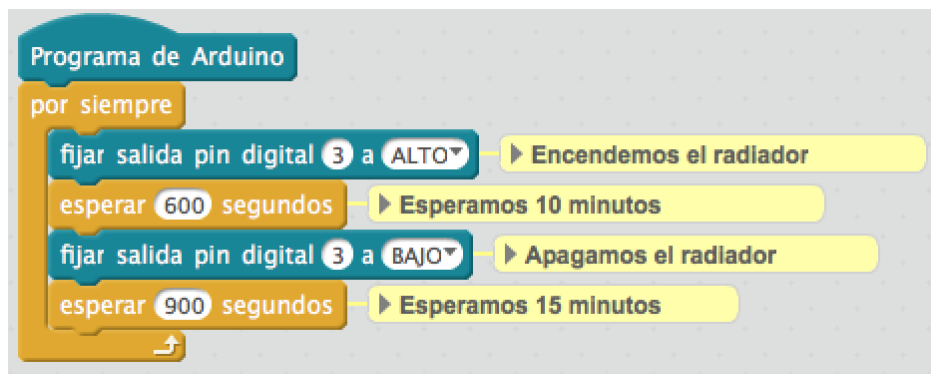 Programa de Arduino
por siempre
fijar salida pin digital 3 a ALTO Encendemos el radiador
esperar 600 segundos Esperamos 10 minutos
fijar salida pin digital 3 a BAJO Apagamos el radiador
esperar 900 segundos Esperamos 15 minutos